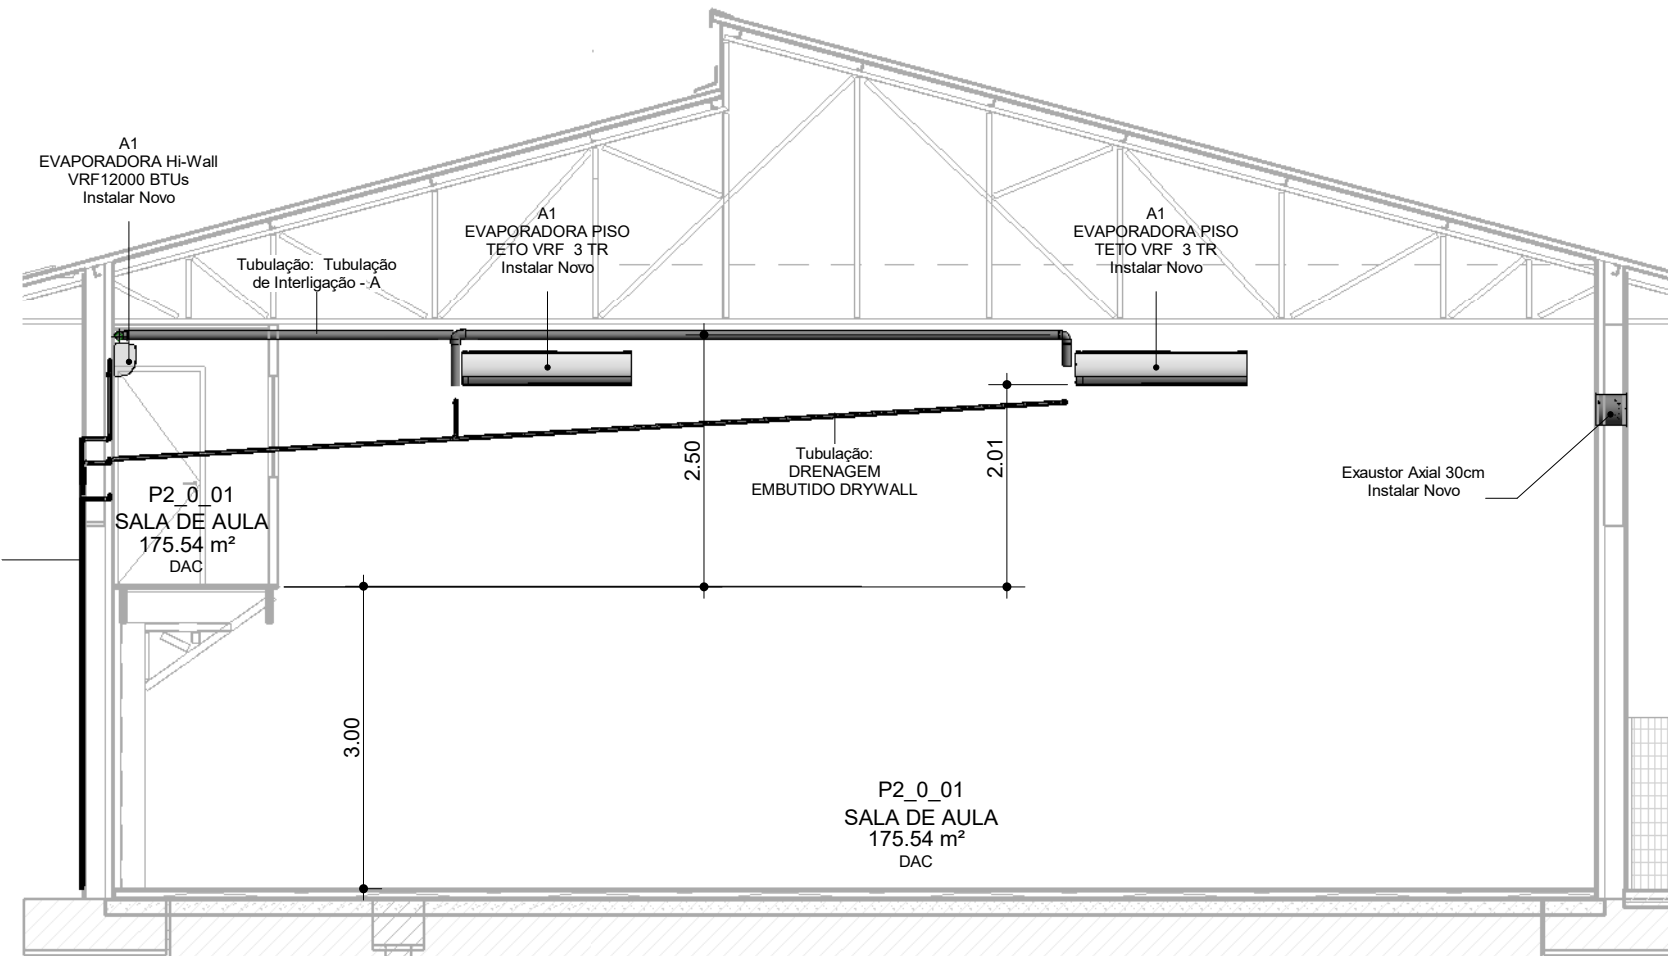 A1
EVAPORADORA Hi-Wall
VRF12000 BTUs
Instalar Novo
A1
EVAPORADORA PISO
TETO VRF 3 TR
Instalar Novo
A1
EVAPORADORA PISO
TETO VRF 3 TR
Instalar Novo
Tubulação: Tubulação
de Interligação - A
2.50
2.01
Tubulação:
DRENAGEM
EMBUTIDO DRYWALL
Exaustor Axial 30cm
Instalar Novo
P2_0_01
SALA DE AULA
175.54 m²
DAC
3.00
P2_0_01
SALA DE AULA
175.54 m²
DAC